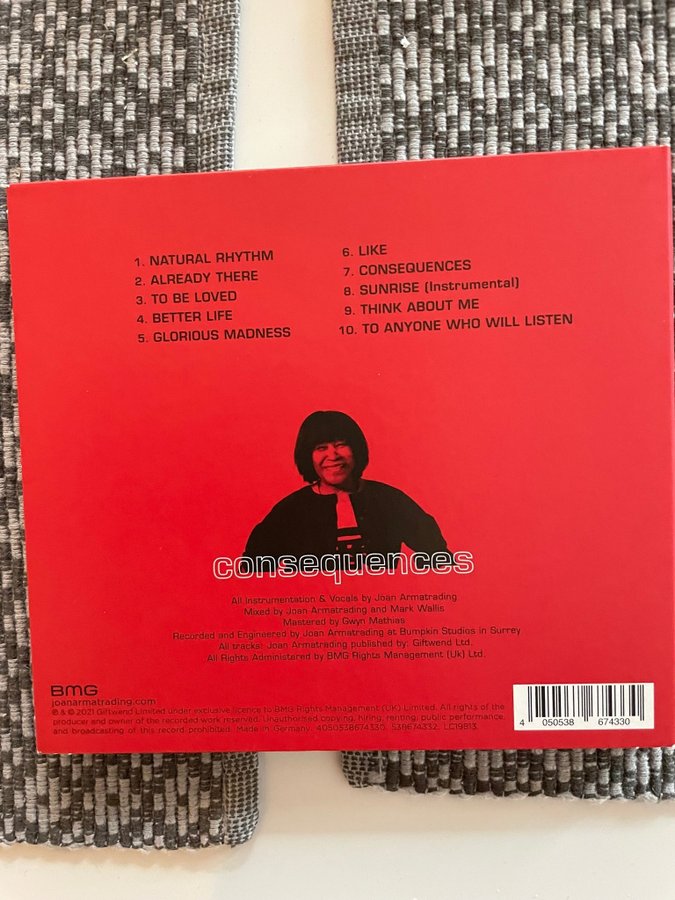 1. NATURAL RHYTHM
2. ALREADY THERE
3. TO BE LOVED
4. BETTER LIFE
5. GLORIOUS MADNESS
6. LIKE
7. CONSEQUENCES
8. SUNRISE (Instrumental)
9. THINK ABOUT ME
10. TO ANYONE WHO WILL LISTEN
consequences
All Instrumentation & Vocals by Joan Armatrading.
Mixed by Joan Armatrading and Mark Wallis
Mastered by Gwyn Mathias
Recorded and Engineered by Joan Armatrading at Bumpkin Studios in Surrey
All tracks: Joan Armatrading published by: Giftwend Ltd.
All Rights Administered by BMG Rights Management (Uk) Ltd.
BMG
joanarmatrading.com
℗ & © 2021 Giftwend Limited under exclusive licence to BMG Rights Management (UK) Limited. All rights of the
producer and owner of the recorded work reserved. Unauthorised copying, hiring, renting, public performance,
and broadcasting of this record prohibited. Made in Germany. 4050538674330. 538674332. LC19813.
4 050538 674330